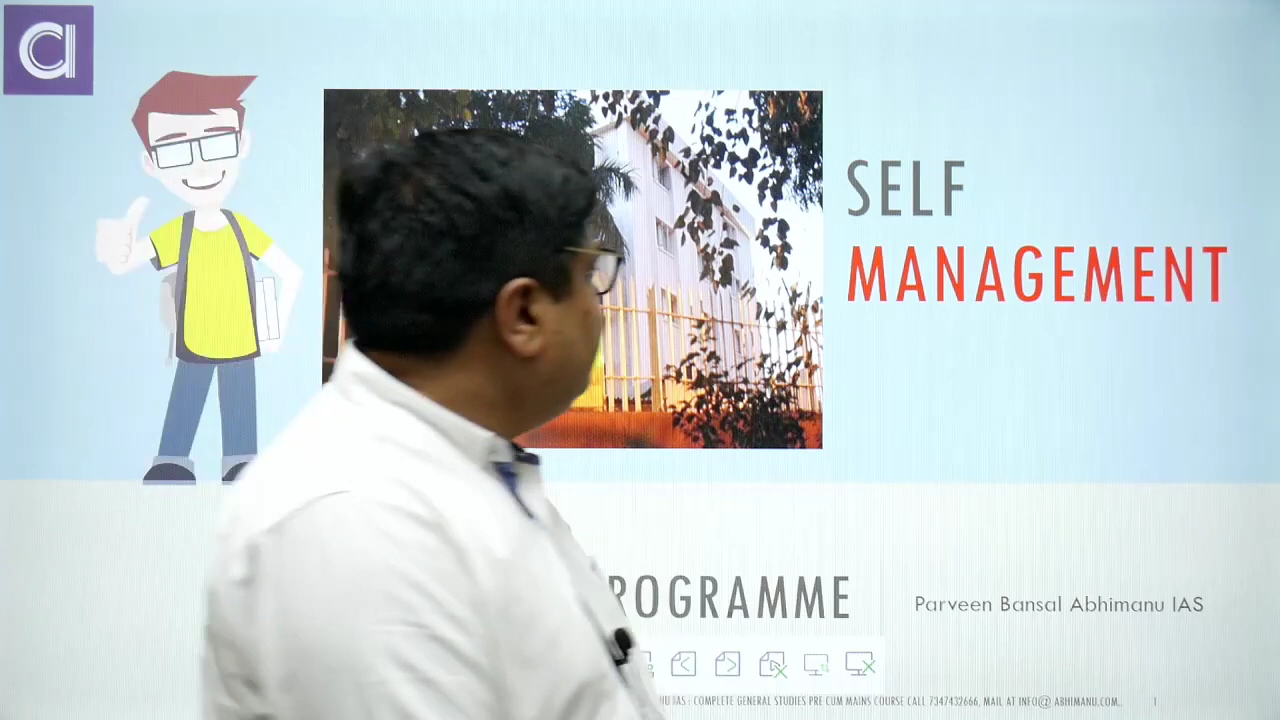 SELF
MANAGEMENT
ROGRAMME
Parveen Bansal Abhimanu IAS
IAS : COMPLETE GENERAL STUDIES PRE CUM MAINS COURSE CALL 7347432666, MAIL AT INFO@ ABHIMANU.COM.. 1